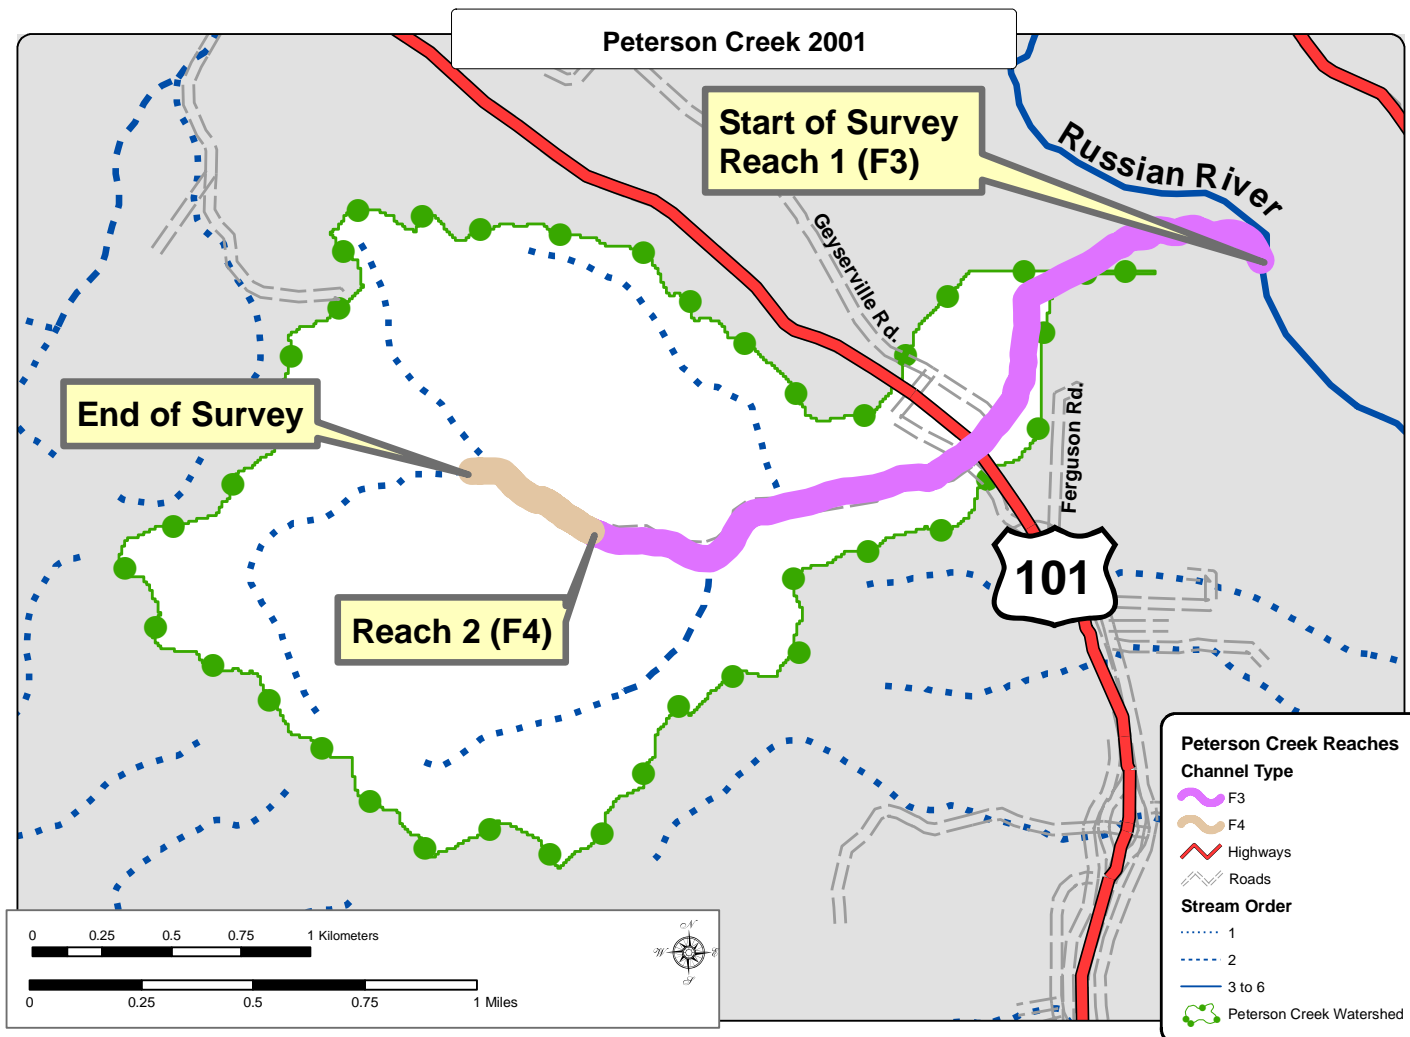 Peterson Creek 2001
Start of Survey
Reach 1 (F3)
Russian River
Geyserville Rd.
End of Survey
Ferguson Rd.
101
Reach 2 (F4)
Peterson Creek Reaches
Channel Type
F3
F4
Highways
Roads
Stream Order
1
2
3 to 6
Peterson Creek Watershed
0 0.25 0.5 0.75 1 Kilometers
0 0.25 0.5 0.75 1 Miles
N
W E
S